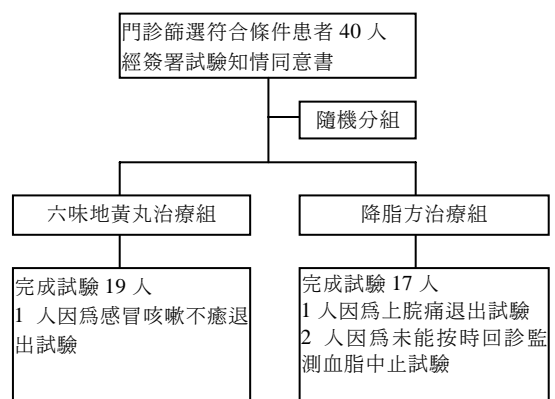 門診篩選符合條件患者 40 人
經簽署試驗知情同意書
隨機分組
六味地黃丸治療組
降脂方治療組
完成試驗 19 人
1 人因爲感冒咳嗽不癒退
出試驗
完成試驗 17 人
1 人因爲上脘痛退出試驗
2 人因爲未能按時回診監
測血脂中止試驗